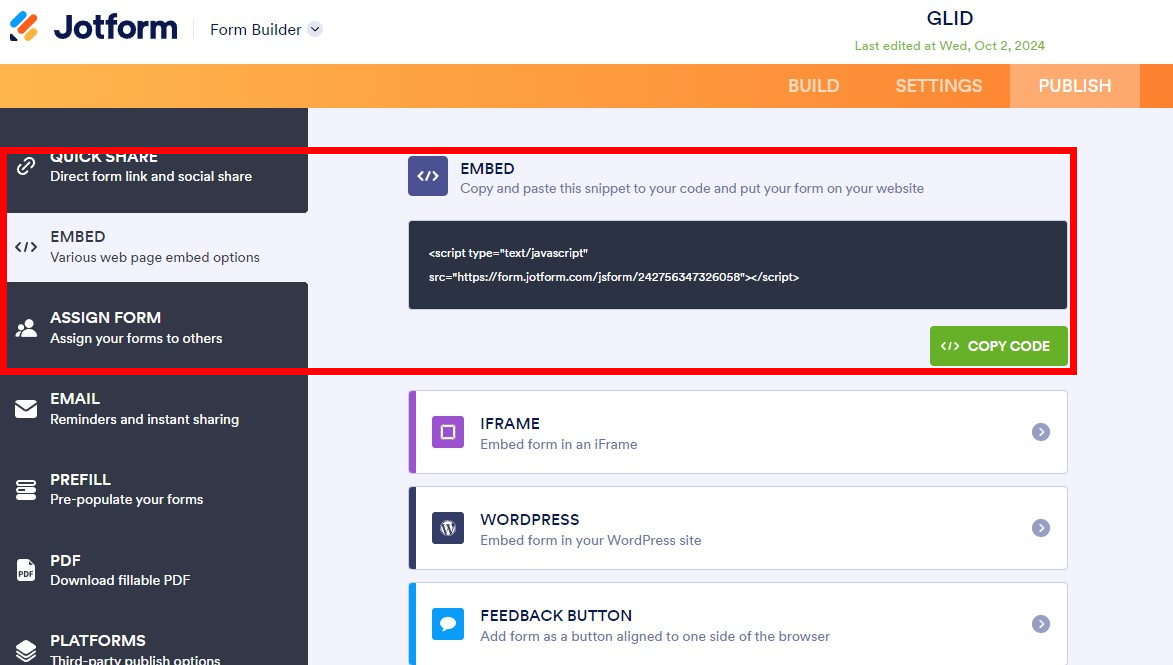 Jotform
Form Builder
GLID
Last edited at Wed, Oct 2, 2024
BUILD
SETTINGS
PUBLISH
QUICK SHARE
Direct form link and social share
EMBED
Various web page embed options
ASSIGN FORM
Assign your forms to others
EMAIL
Reminders and instant sharing
PREFILL
Pre-populate your forms
PDF
PDF
Download fillable PDF
PLATFORMS
Third-party publish options
EMBED
Copy and paste this snippet to your code and put your form on your website
<script type="text/javascript"
src="https://form.jotform.com/jsform/242756347326058"></script>
COPY CODE
IFRAME
Embed form in an iFrame
WORDPRESS
Embed form in your WordPress site
FEEDBACK BUTTON
Add form as a button aligned to one side of the browser